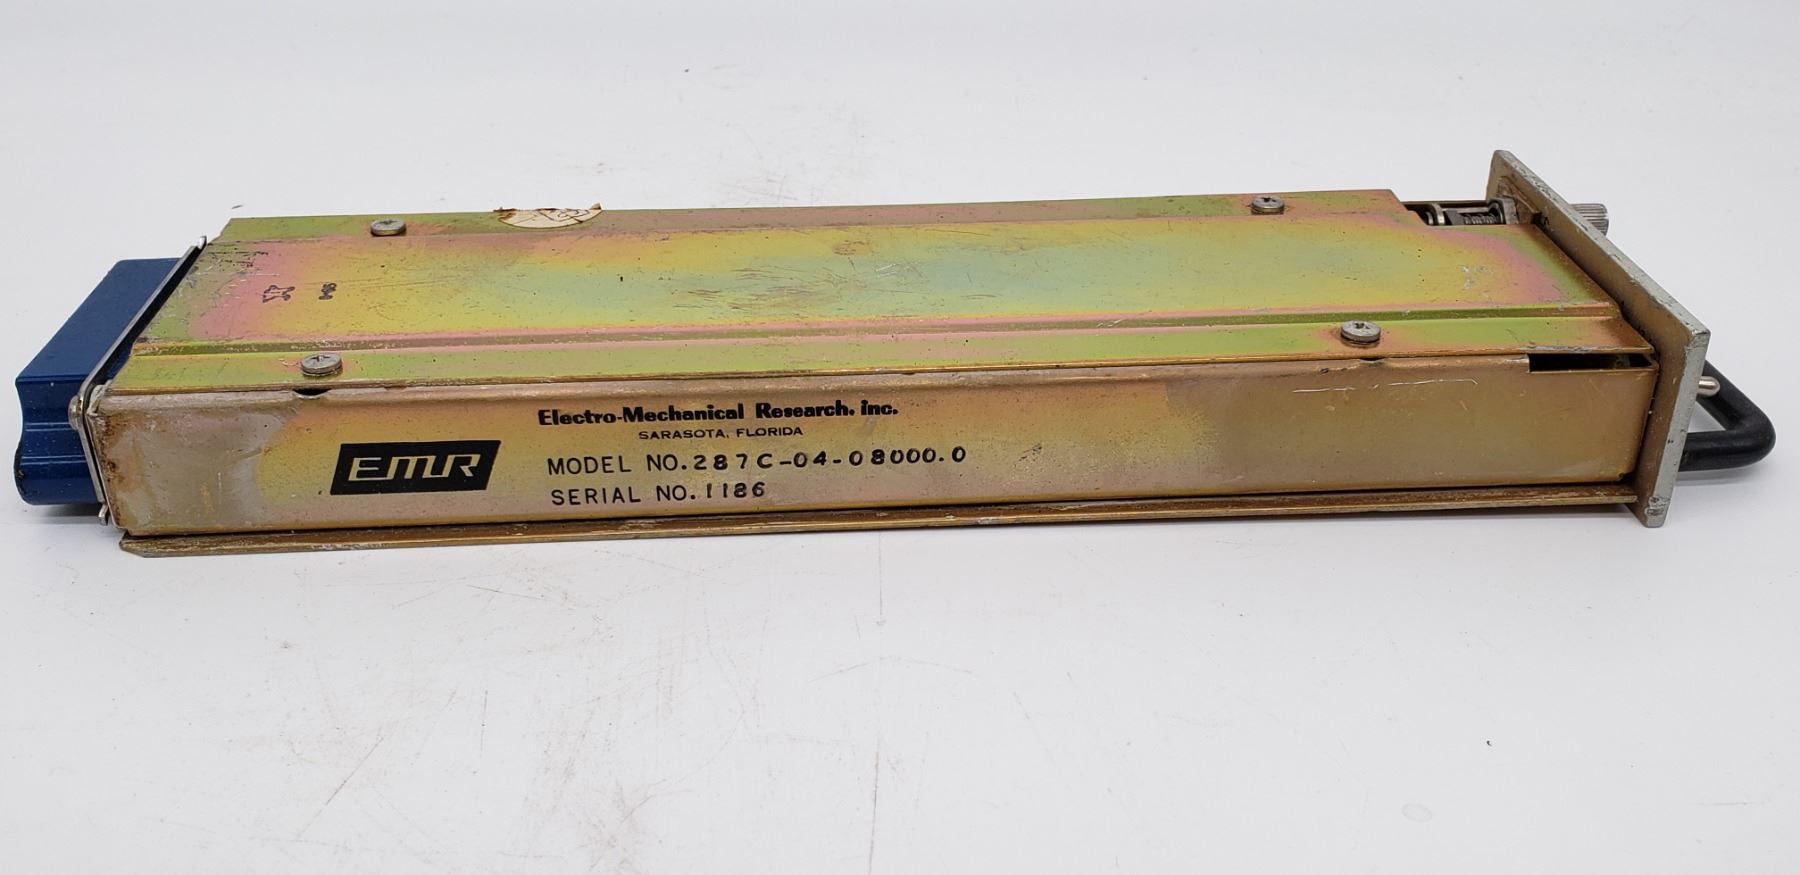 Electro-Mechanical Research, inc.
SARASOTA, FLORIDA
EMR
MODEL NO. 287C-04-08000.0
SERIAL NO. 1186